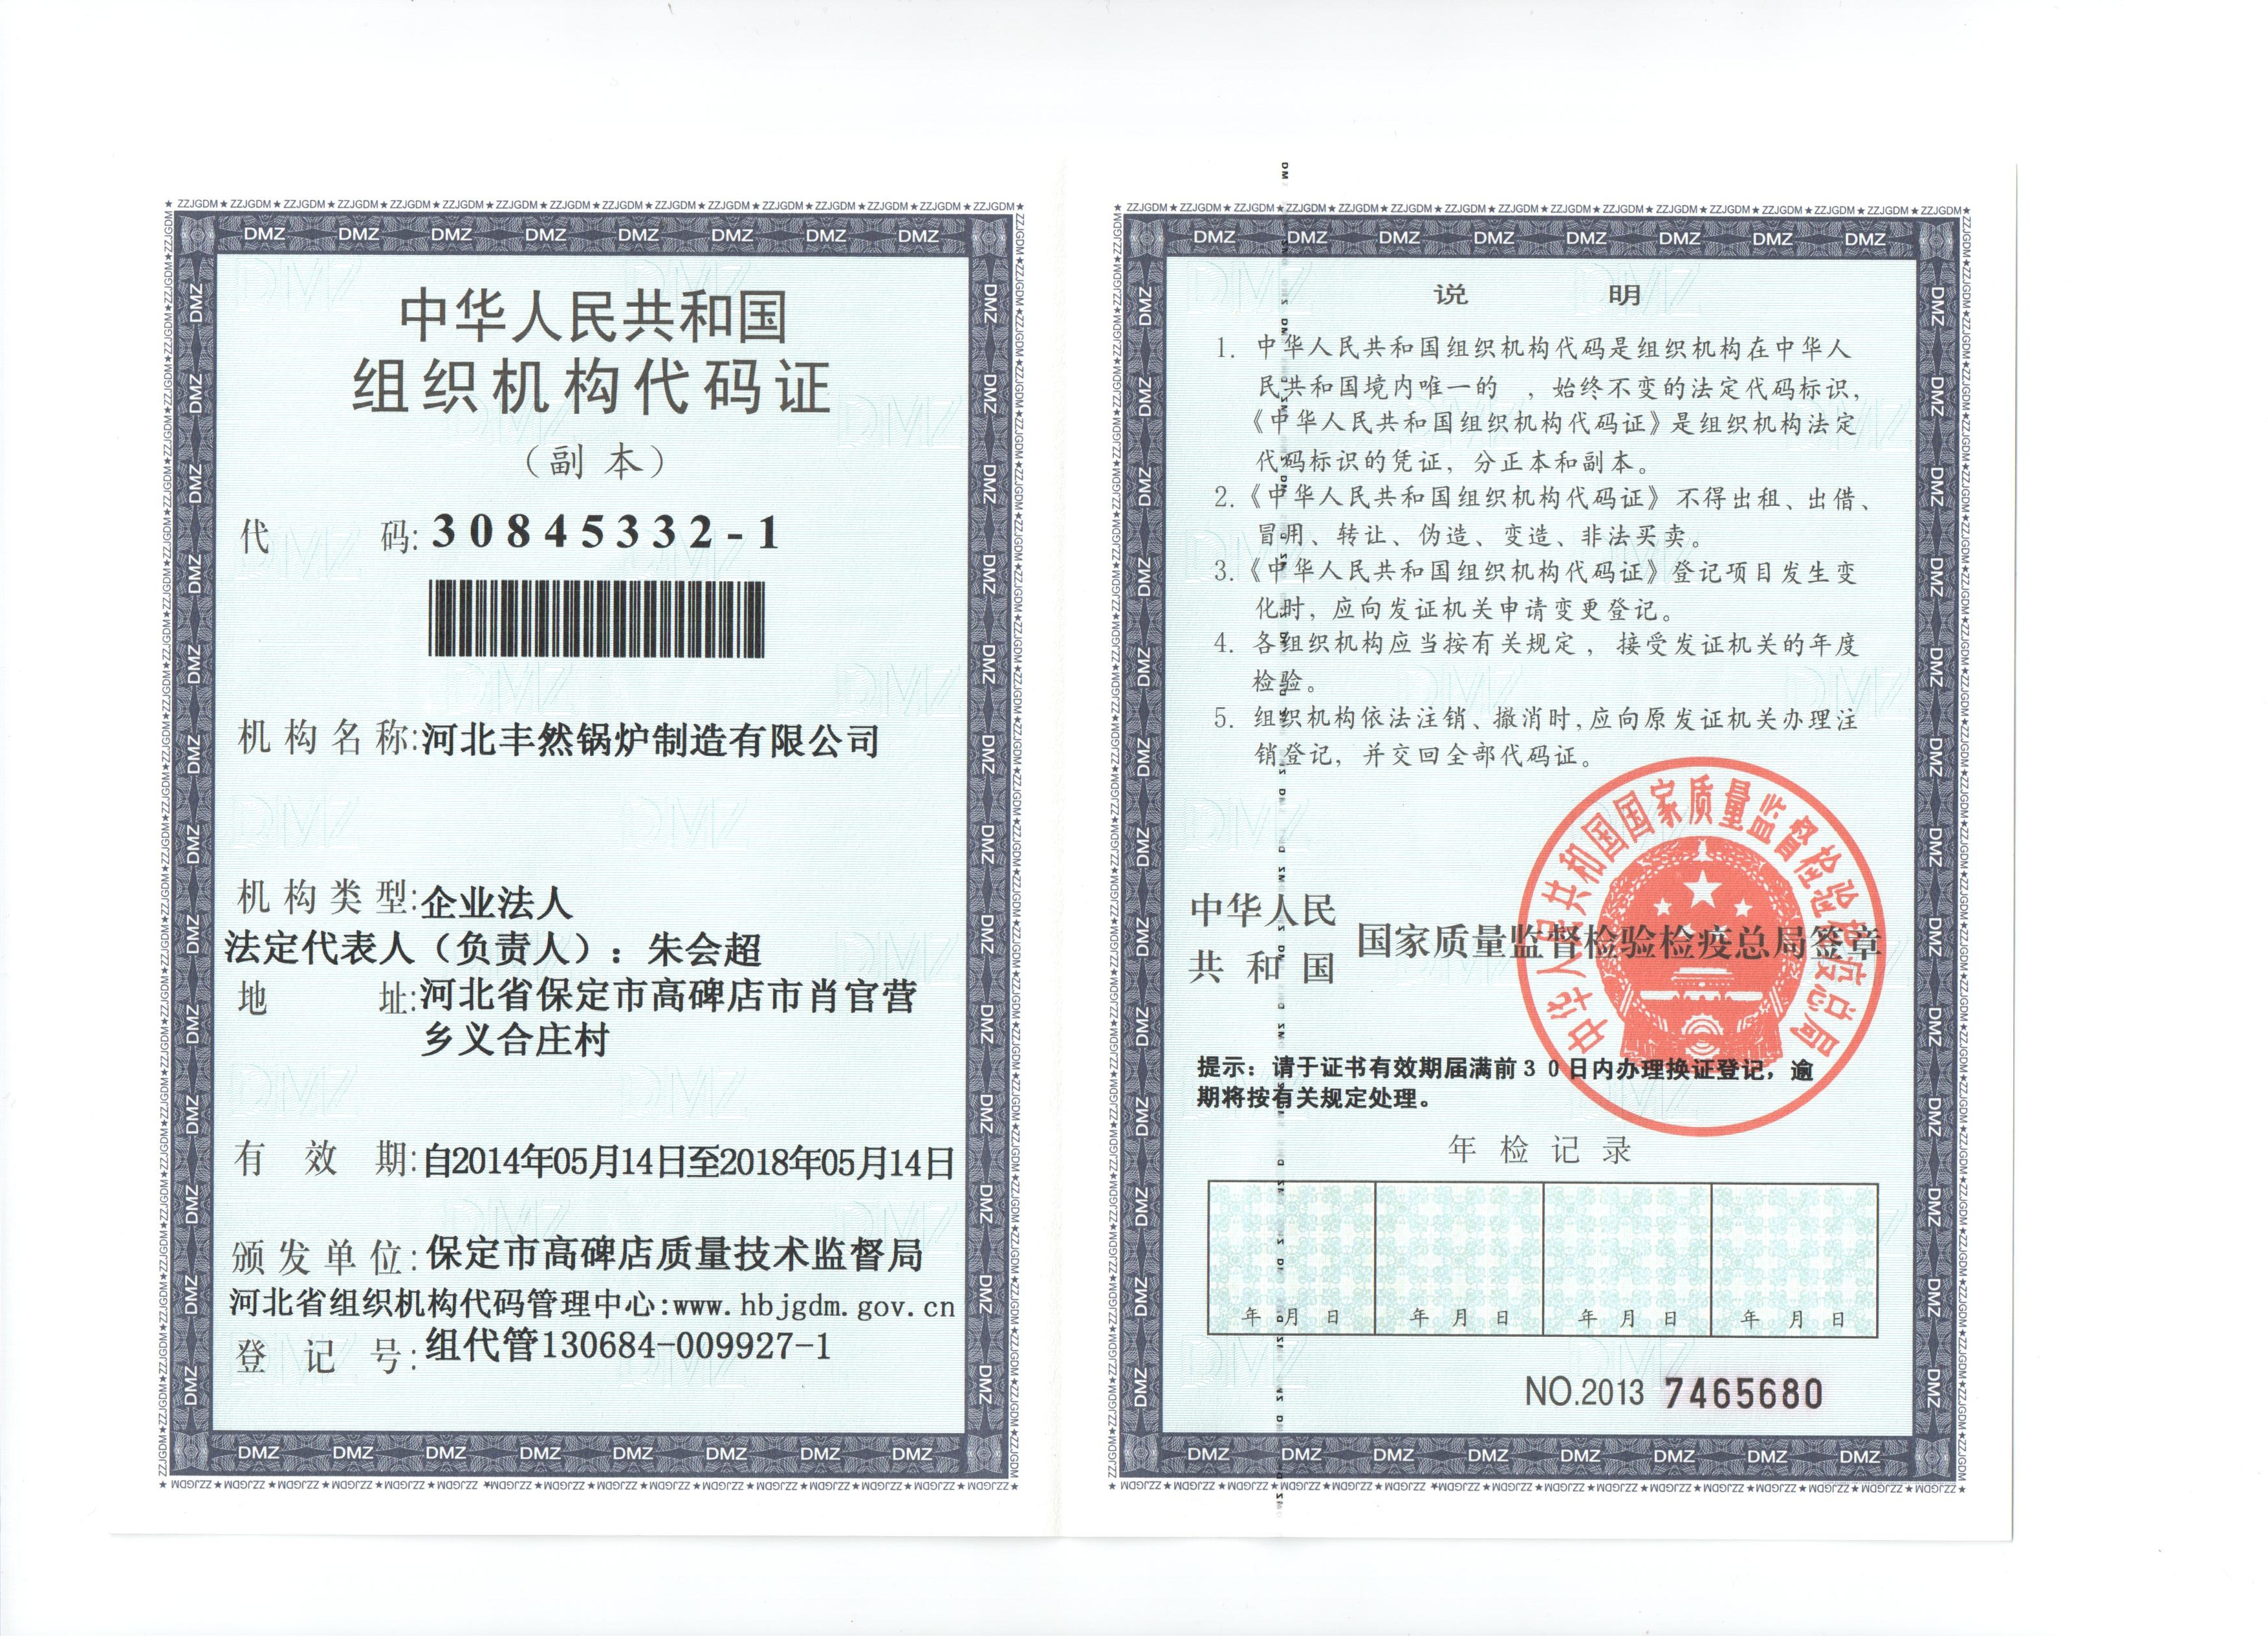 中华人民共和国
组织机构代码证
（副本）
代码: 30845332-1
机构名称:河北丰然锅炉制造有限公司
机构类型:企业法人
法定代表人（负责人）：朱会超
地址:河北省保定市高碑店市肖官营
乡义合庄村
有效期:自2014年05月14日至2018年05月14日
颁发单位:保定市高碑店质量技术监督局
河北省组织机构代码管理中心:www.hbjgdm.gov.cn
登记号:组代管130684-009927-1
说明
1. 中华人民共和国组织机构代码是组织机构在中华人
民共和国境内唯一的 ，始终不变的法定代码标识，
《中华人民共和国组织机构代码证》是组织机构法定
代码标识的凭证，分正本和副本。
2.《中华人民共和国组织机构代码证》不得出租、出借、
冒用、转让、伪造、变造、非法买卖。
3.《中华人民共和国组织机构代码证》登记项目发生变
化时，应向发证机关申请变更登记。
4. 各组织机构应当按有关规定，接受发证机关的年度
检验。
5. 组织机构依法注销、撤消时，应向原发证机关办理注
销登记，并交回全部代码证。
中华人民共和国国家质量监督检验检疫总局
中华人民
共和国
国家质量监督检验检疫总局签章
提示：请于证书有效期届满前30日内办理换证登记，逾
期将按有关规定处理。
年检记录
年 月 日 年 月 日 年 月 日 年 月 日
NO.2013 7465680